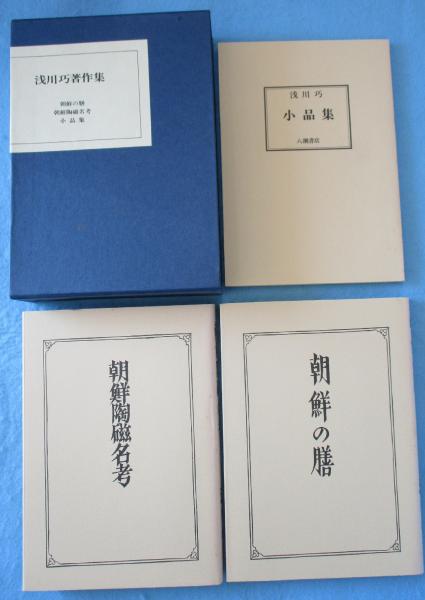 浅川巧著作集
朝鮮の膳
朝鮮陶磁名考
小品集
浅川巧
小品集
八潮書店
朝鮮陶磁名考
朝鮮の膳